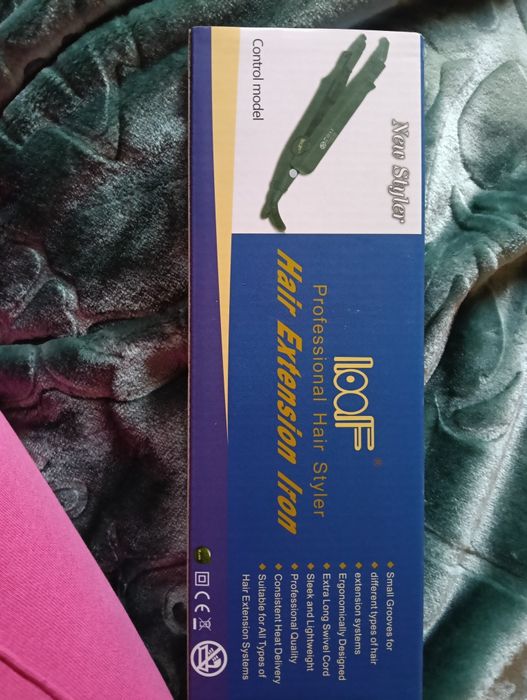 New Styler
Control model
loof®
Professional Hair Styler
Hair Extension Iron
Small Grooves for
different types of hair
extension systems
Ergonomically Designed
Extra Long Swivel Cord
Sleek and Lightweight
Professional Quality
Consistent Heat Delivery
Suitable for All Types of
Hair Extension Systems
CE